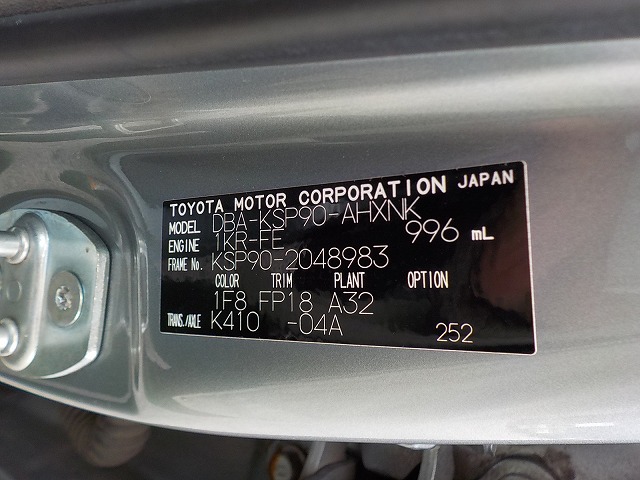 TOYOTA MOTOR CORPORATION JAPAN
MODEL DBA-KSP90-AHXNK
ENGINE 1KR-FE 996 mL
FRAME No. KSP90-2048983
COLOR TRIM PLANT OPTION
1F8 FP18 A32
TRANS./AXLE K410 -04A 252